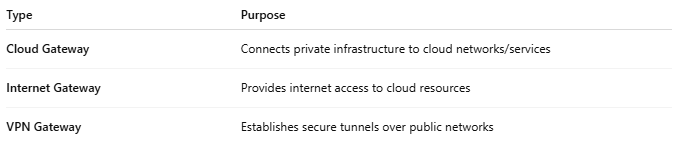 Type Purpose
Cloud Gateway Connects private infrastructure to cloud networks/services
Internet Gateway Provides internet access to cloud resources
VPN Gateway Establishes secure tunnels over public networks